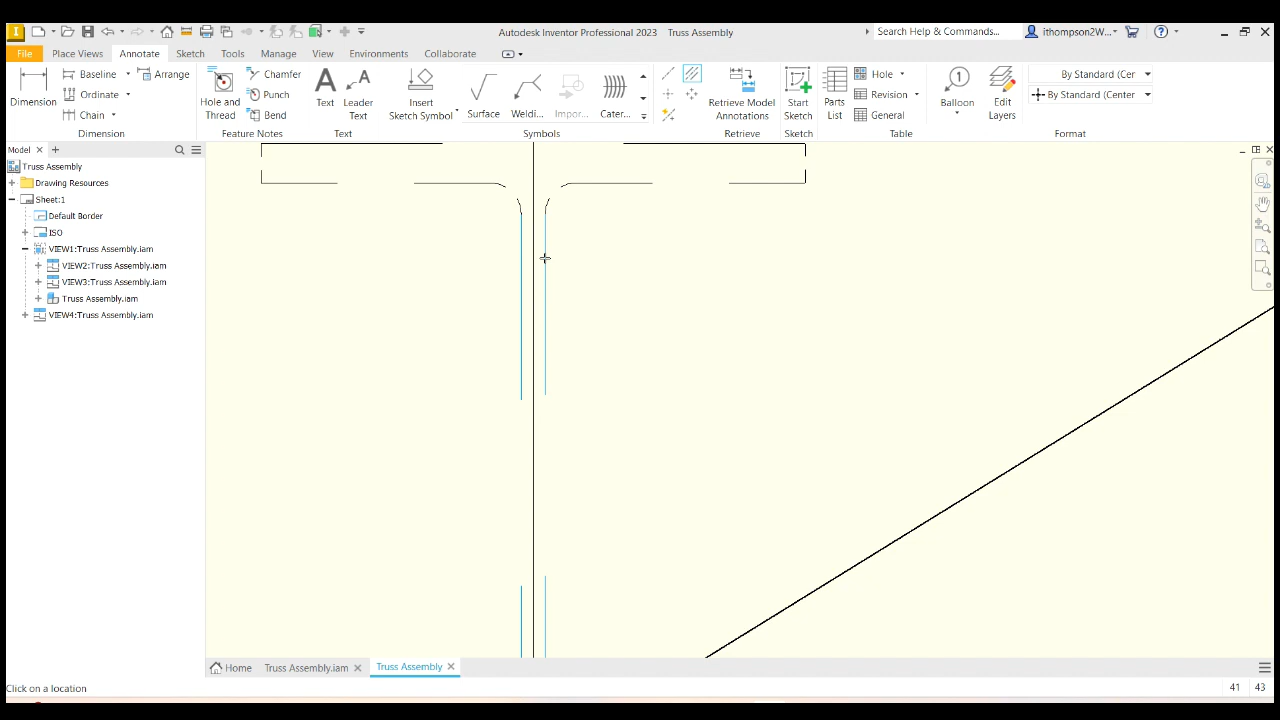 Autodesk Inventor Professional 2023 Truss Assembly
Search Help & Commands...
ithompson2W...
File Place Views Annotate Sketch Tools Manage View Environments Collaborate
Dimension
Baseline
Ordinate
Chain
Arrange
Dimension
Hole and Thread
Chamfer
Punch
Bend
Feature Notes
Text
Leader Text
Text
Insert Sketch Symbol
Surface
Weldi...
Impor...
Cater...
Symbols
Retrieve Model Annotations
Retrieve
Start Sketch
Sketch
Parts List
Hole
Revision
General
Table
Balloon
Edit Layers
By Standard (Cer
By Standard (Center
Format
Model
Truss Assembly
Drawing Resources
Sheet:1
Default Border
ISO
VIEW1:Truss Assembly.iam
VIEW2:Truss Assembly.iam
VIEW3:Truss Assembly.iam
Truss Assembly.iam
VIEW4:Truss Assembly.iam
Home Truss Assembly.iam Truss Assembly
Click on a location
41 43